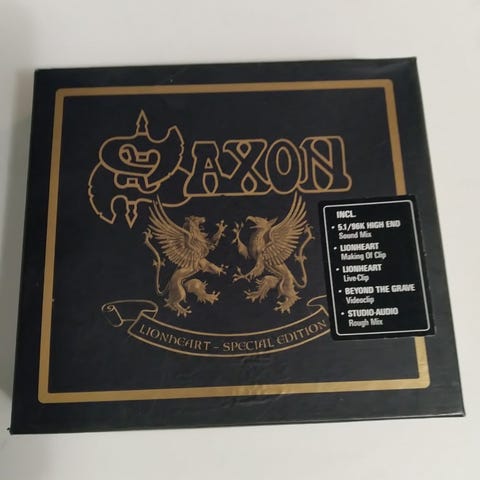 SAXON
LIONHEART - SPECIAL EDITION
INCL.
• 5.1/96K HIGH END
Sound Mix
• LIONHEART
Making Of Clip
• LIONHEART
Live-Clip
• BEYOND THE GRAVE
Videoclip
• STUDIO-AUDIO
Rough Mix